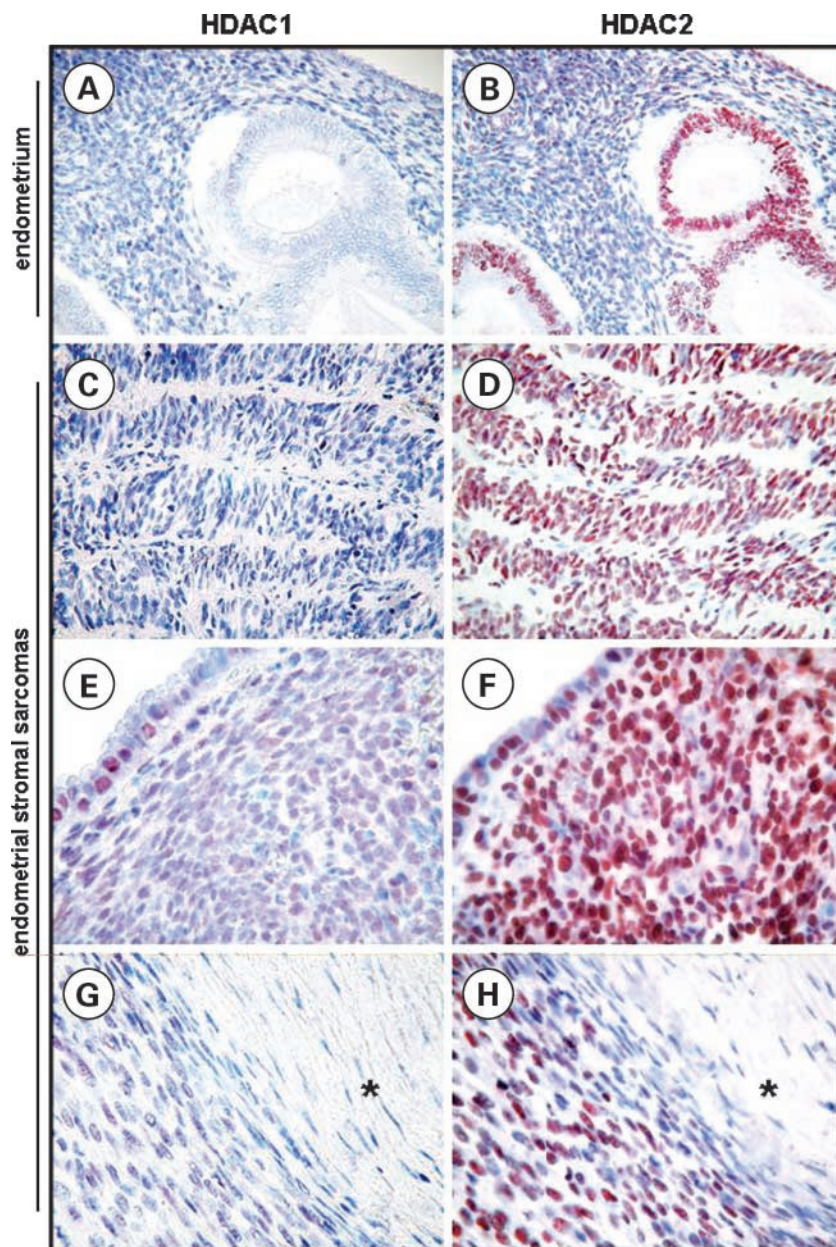 HDAC1 HDAC2
endometrium
A B
endometrial stromal sarcomas
C D
E F
G H
* *